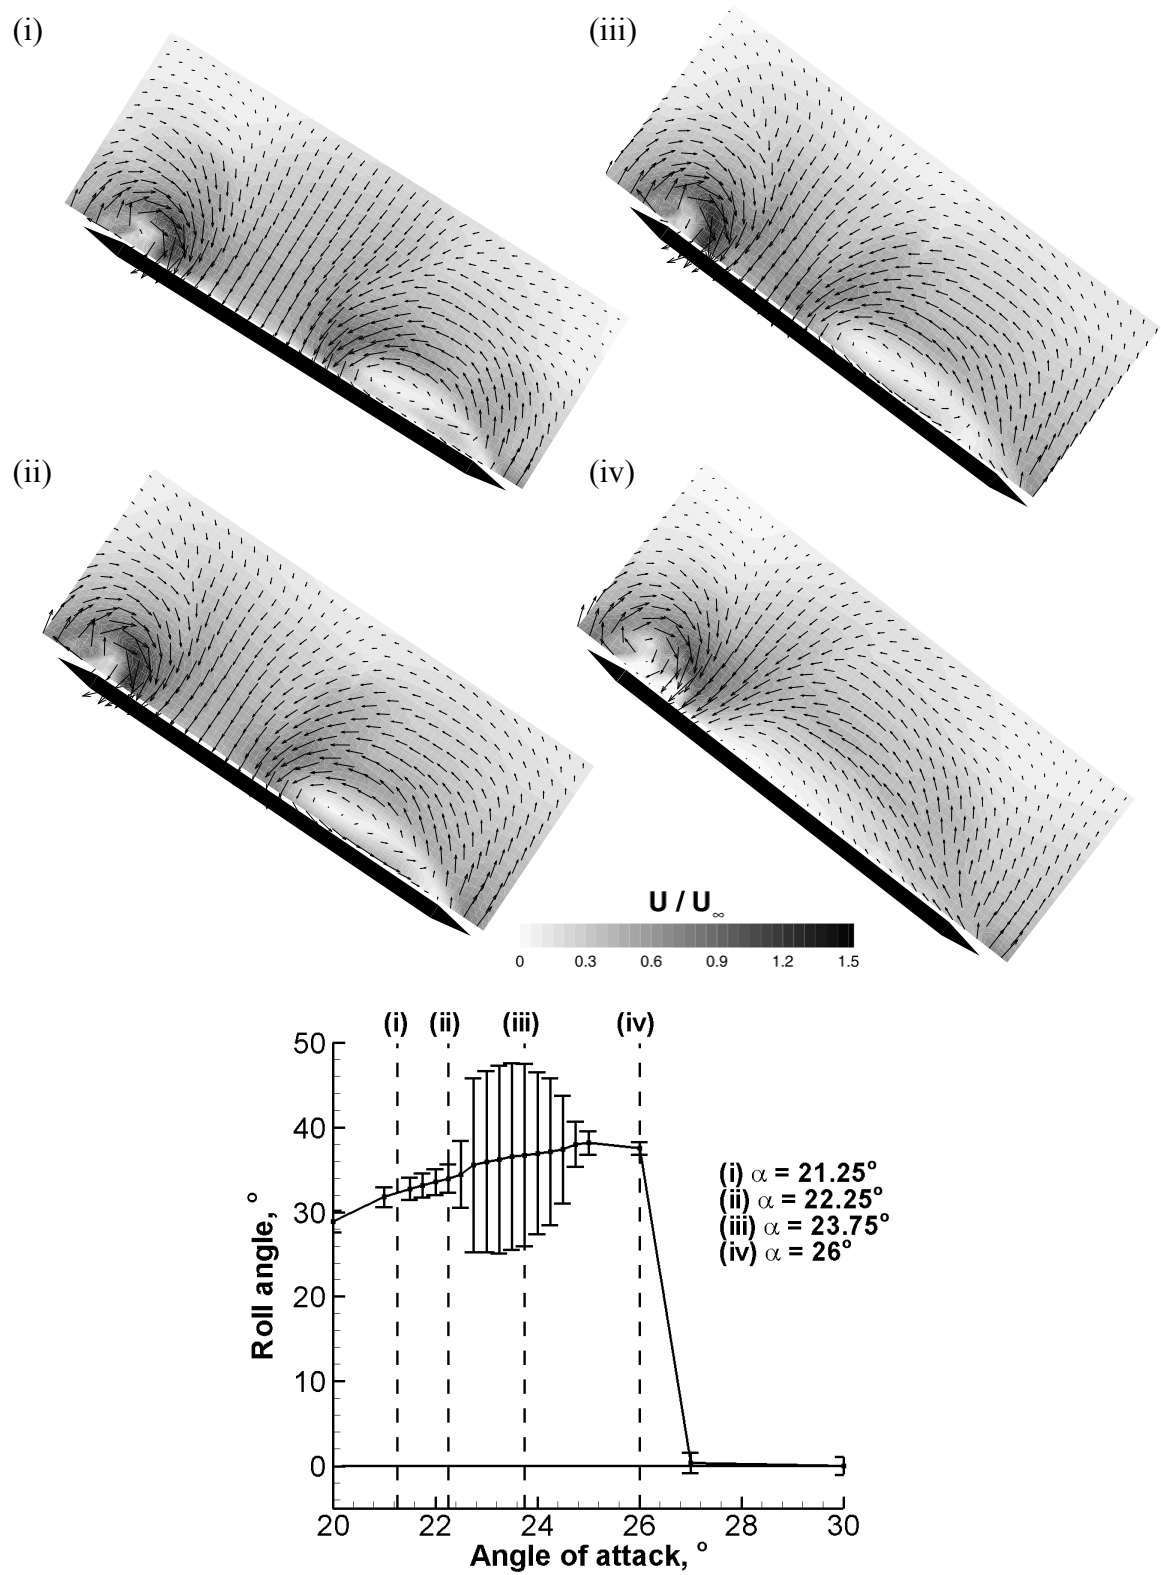 (i)
(iii)
(ii)
(iv)
U / U∞
0 0.3 0.6 0.9 1.2 1.5
(i) (ii) (iii) (iv)
50
40
30
20
10
0
Roll angle, °
(i) α = 21.25°
(ii) α = 22.25°
(iii) α = 23.75°
(iv) α = 26°
20 22 24 26 28 30
Angle of attack, °